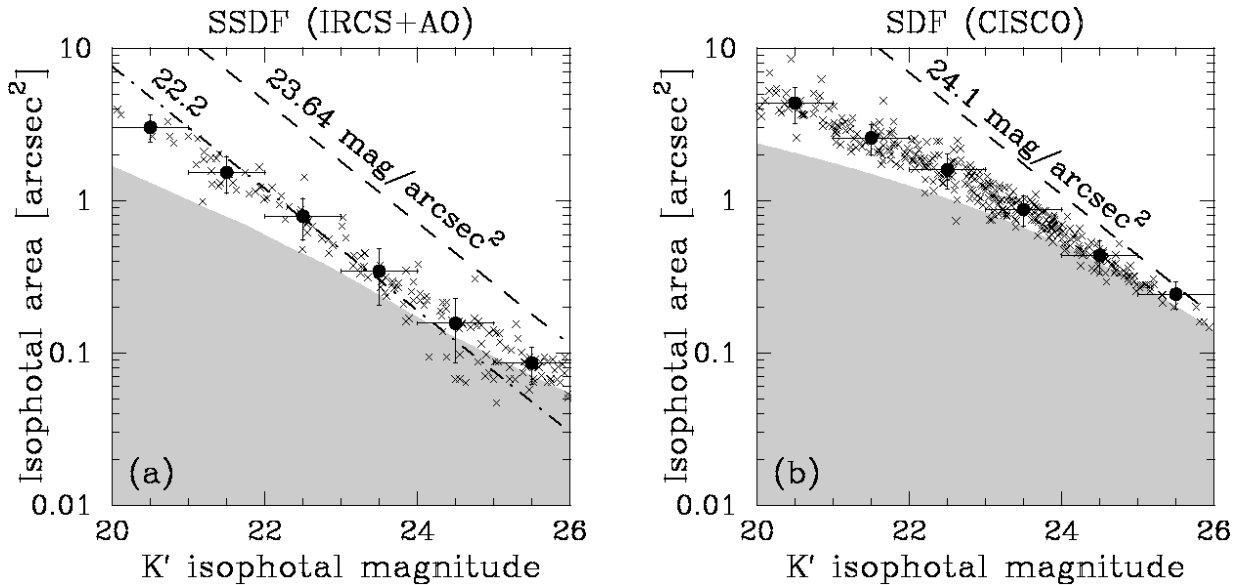 SSDF (IRCS+AO)
10
1
0.1
0.01
Isophotal area [arcsec²]
22.2
23.64 mag/arcsec²
(a)
20 22 24 26
K′ isophotal magnitude
SDF (CISCO)
10
1
0.1
0.01
Isophotal area [arcsec²]
24.1 mag/arcsec²
(b)
20 22 24 26
K′ isophotal magnitude